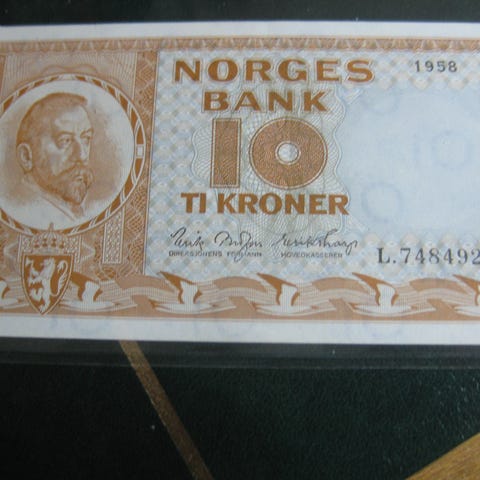 NORGES
1958
BANK
10
TI KRONER
DIREKSJONENS FORMANN
HOVEDKASSERER
L.748492